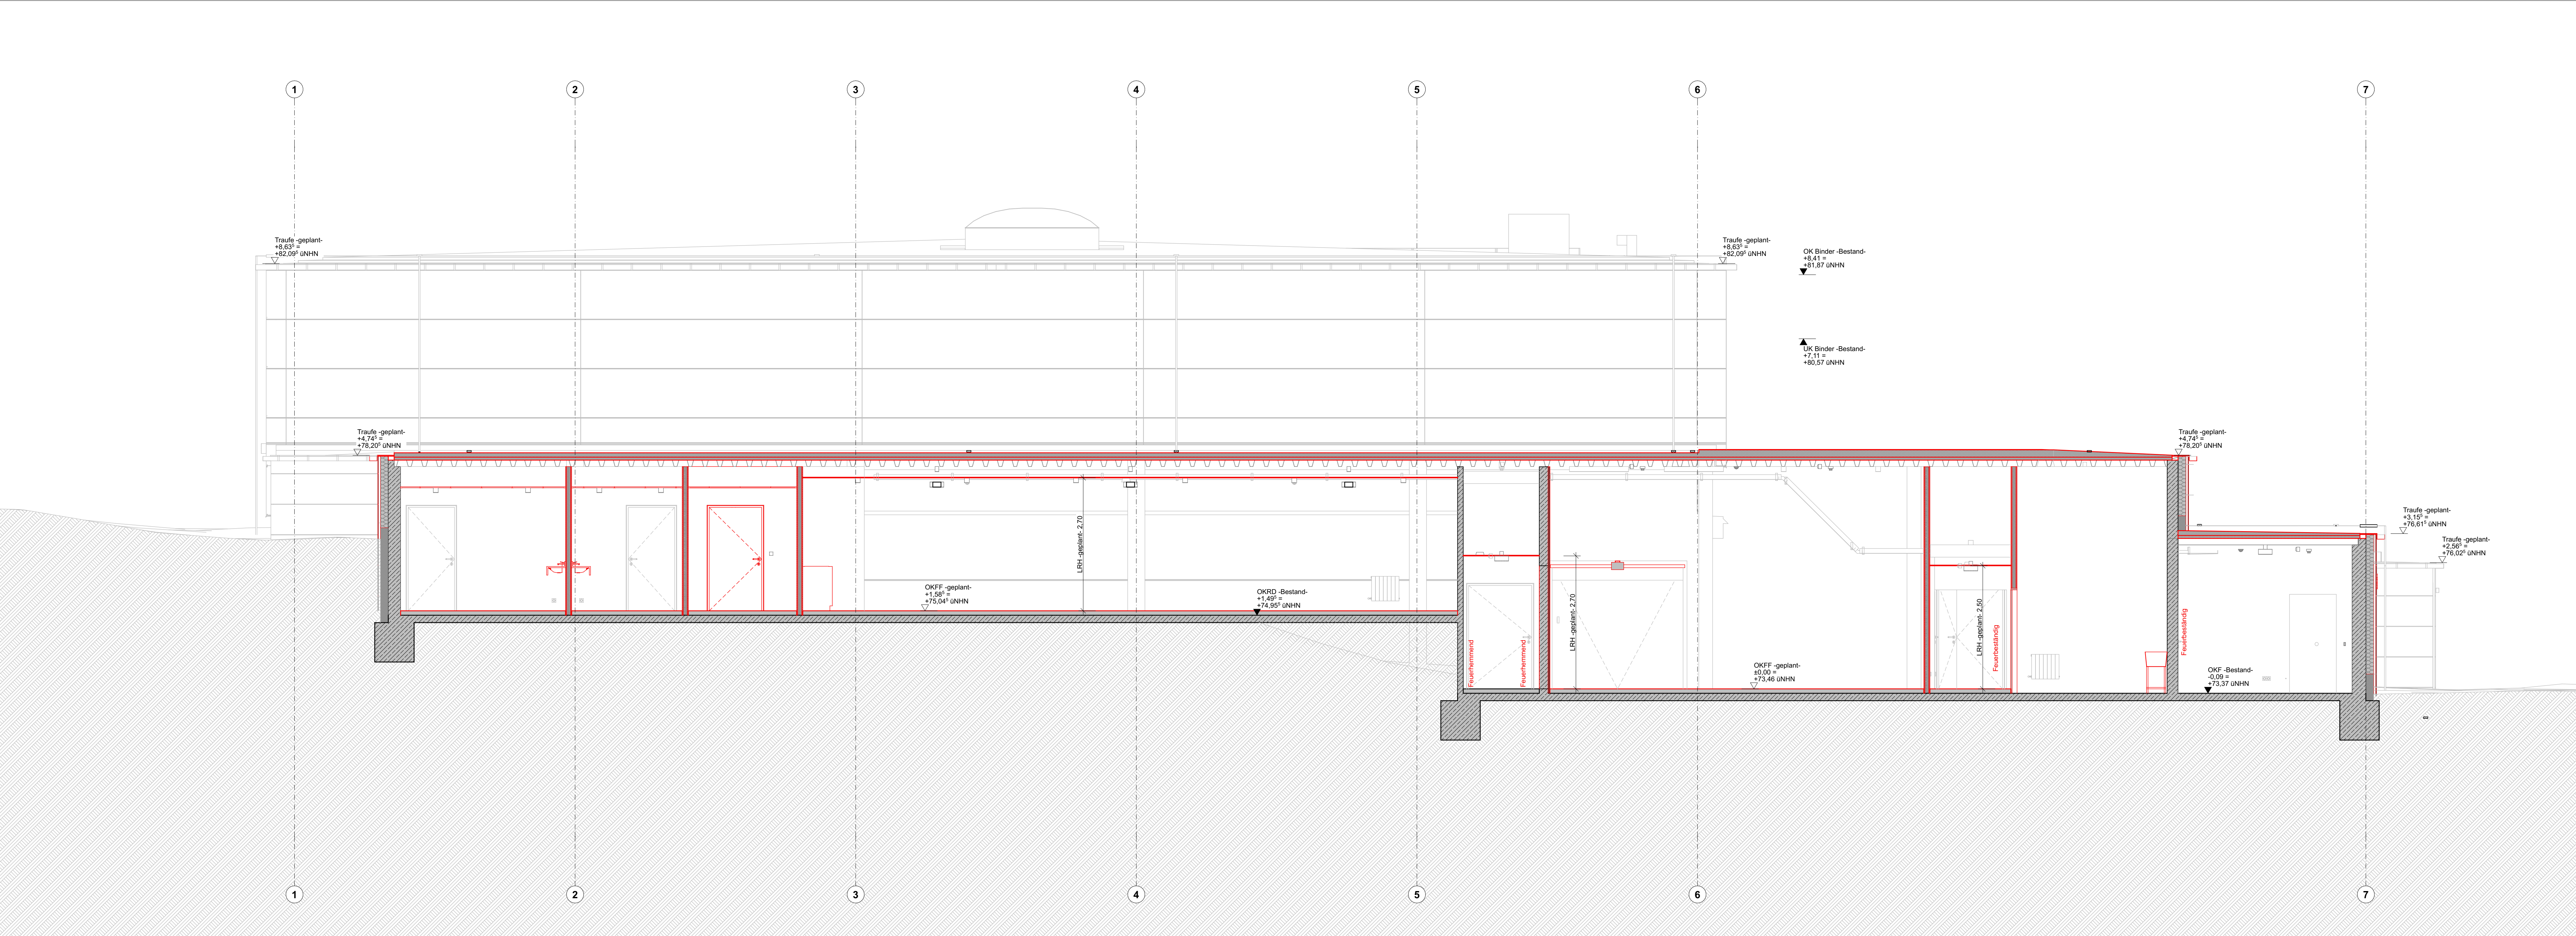 1
2
3
4
5
6
7
Traufe -geplant-
+8,63⁵ =
+82,09⁵ üNHN
Traufe -geplant-
+8,63⁵ =
+82,09⁵ üNHN
OK Binder -Bestand-
+8,41 =
+81,87 üNHN
UK Binder -Bestand-
+7,11 =
+80,57 üNHN
Traufe -geplant-
+4,74⁵ =
+78,20⁵ üNHN
Traufe -geplant-
+4,74⁵ =
+78,20⁵ üNHN
Traufe -geplant-
+3,15⁵ =
+76,61⁵ üNHN
Traufe -geplant-
+2,56⁵ =
+76,02⁵ üNHN
LRH -geplant- 2,70
OKFF -geplant-
+1,58⁵ =
+75,04⁵ üNHN
OKRD -Bestand-
+1,49⁵ =
+74,95⁵ üNHN
Feuerhemmend
Feuerhemmend
LRH -geplant- 2,70
OKFF -geplant-
±0.00 =
+73,46 üNHN
LRH -geplant- 2,50
Feuerbeständig
Feuerbeständig
OKF -Bestand-
-0,09 =
+73,37 üNHN
1
2
3
4
5
6
7